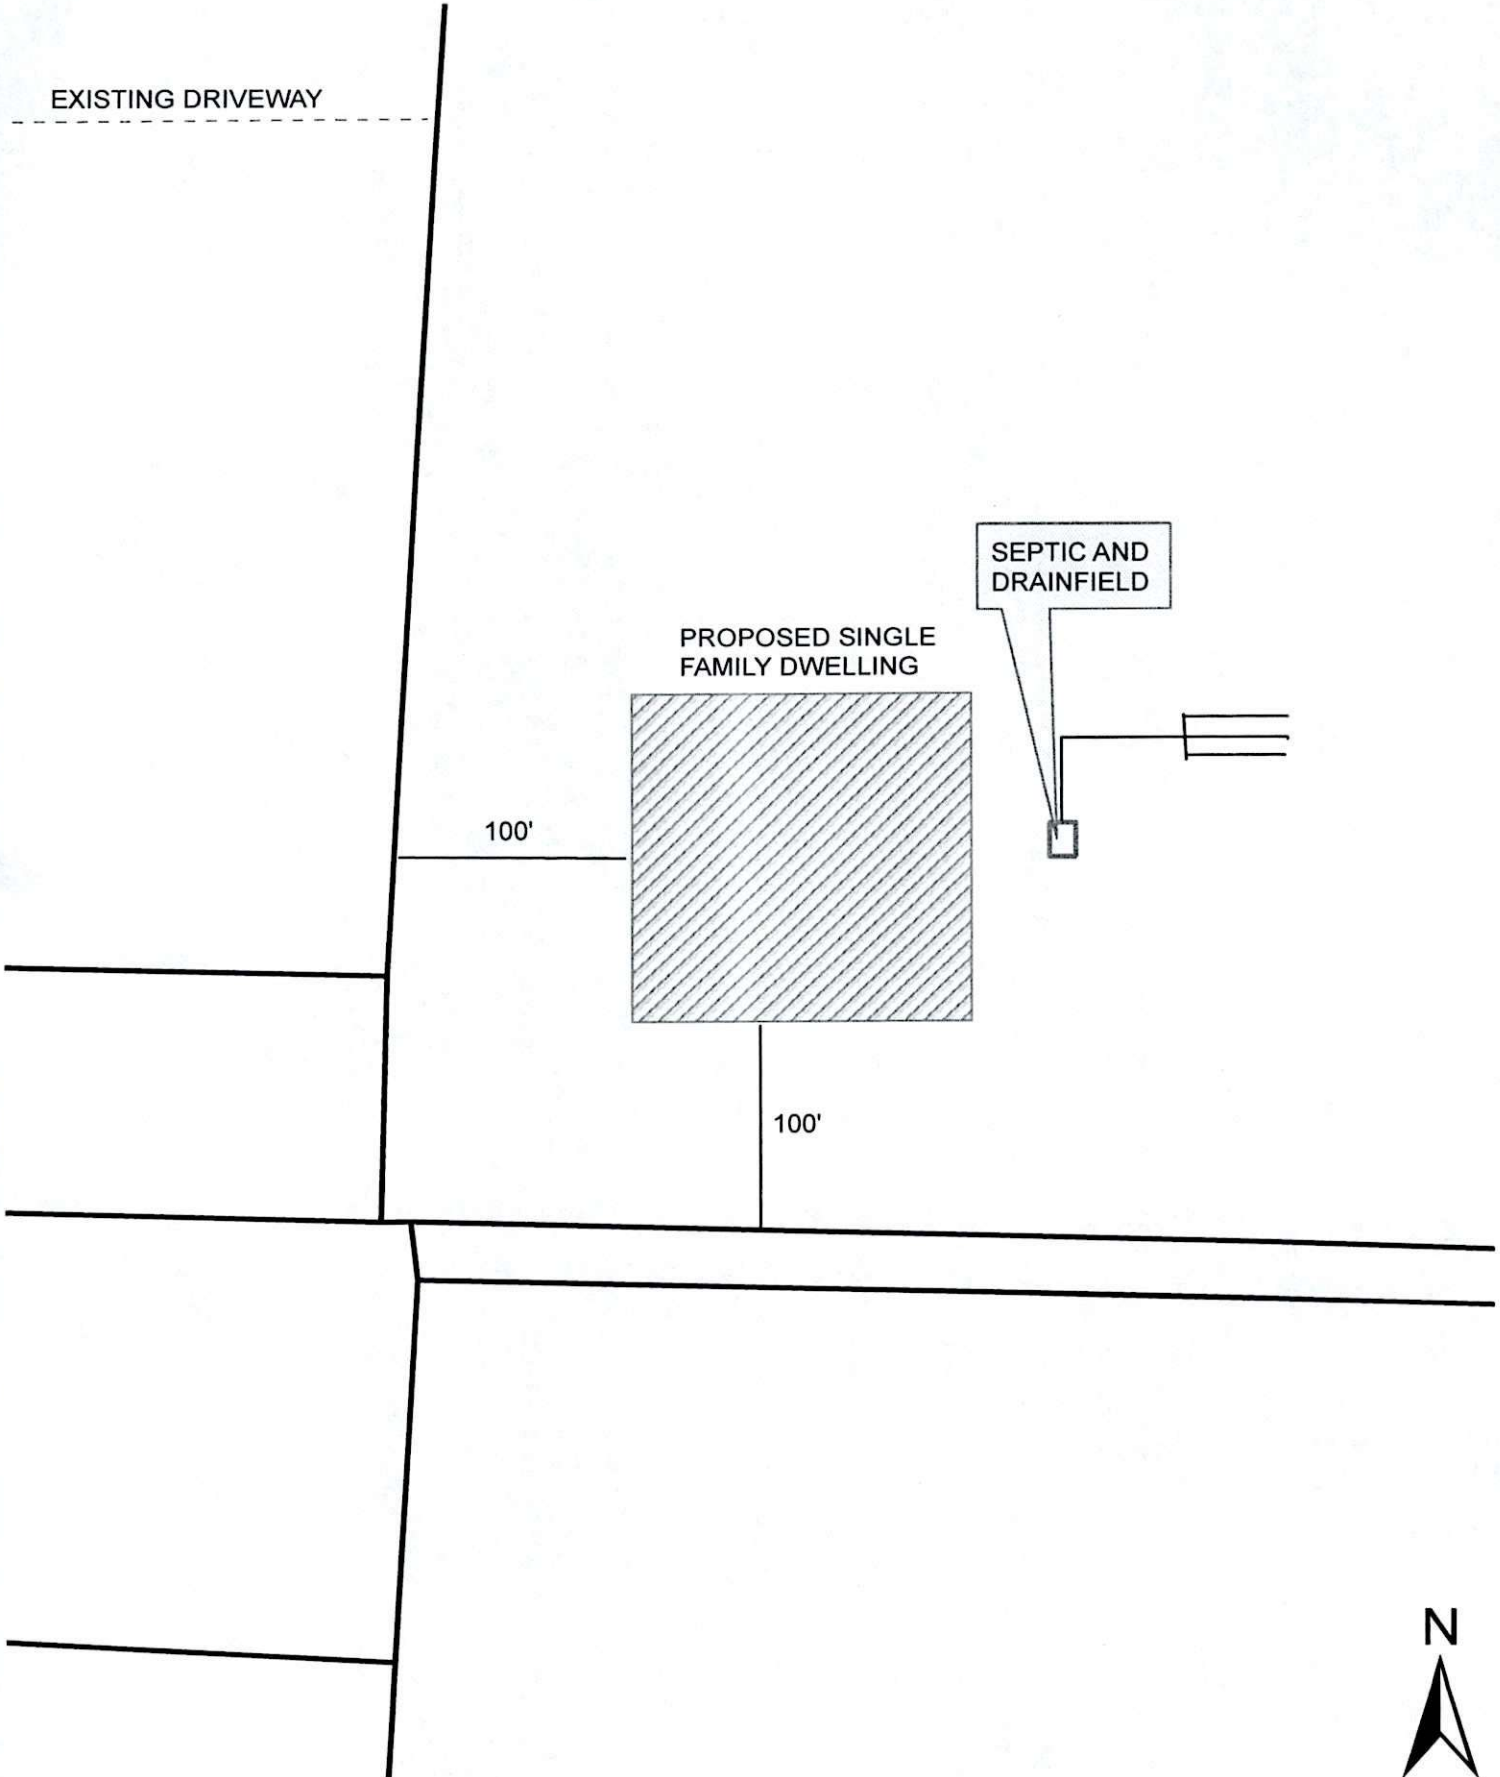 EXISTING DRIVEWAY
SEPTIC AND
DRAINFIELD
PROPOSED SINGLE
FAMILY DWELLING
100'
100'
N